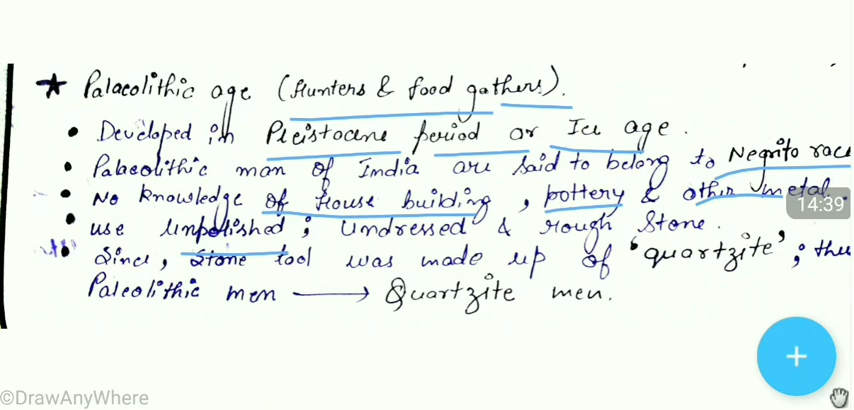 ★ Palaeolithic age (Hunters & food gathers).
• Developed in Pleistocene period or Ice age.
• Palaeolithic man of India are said to belong to Negrito race
• No knowledge of House building, pottery & other metal.
14:39
• use unpolished, undressed & rough stone.
• Since, stone tool was made up of 'quartzite', thus
Paleolithic men ⟶ Quartzite men.
+
©DrawAnyWhere